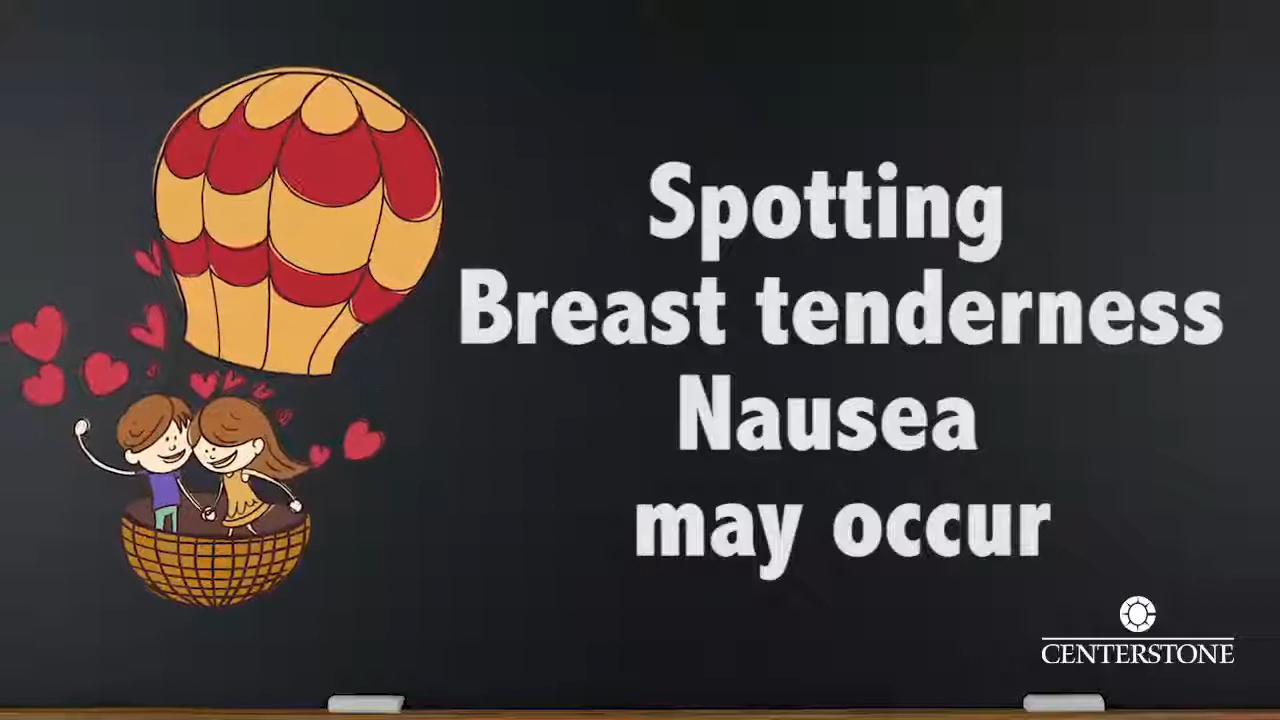 Spotting
Breast tenderness
Nausea
may occur
CENTERSTONE